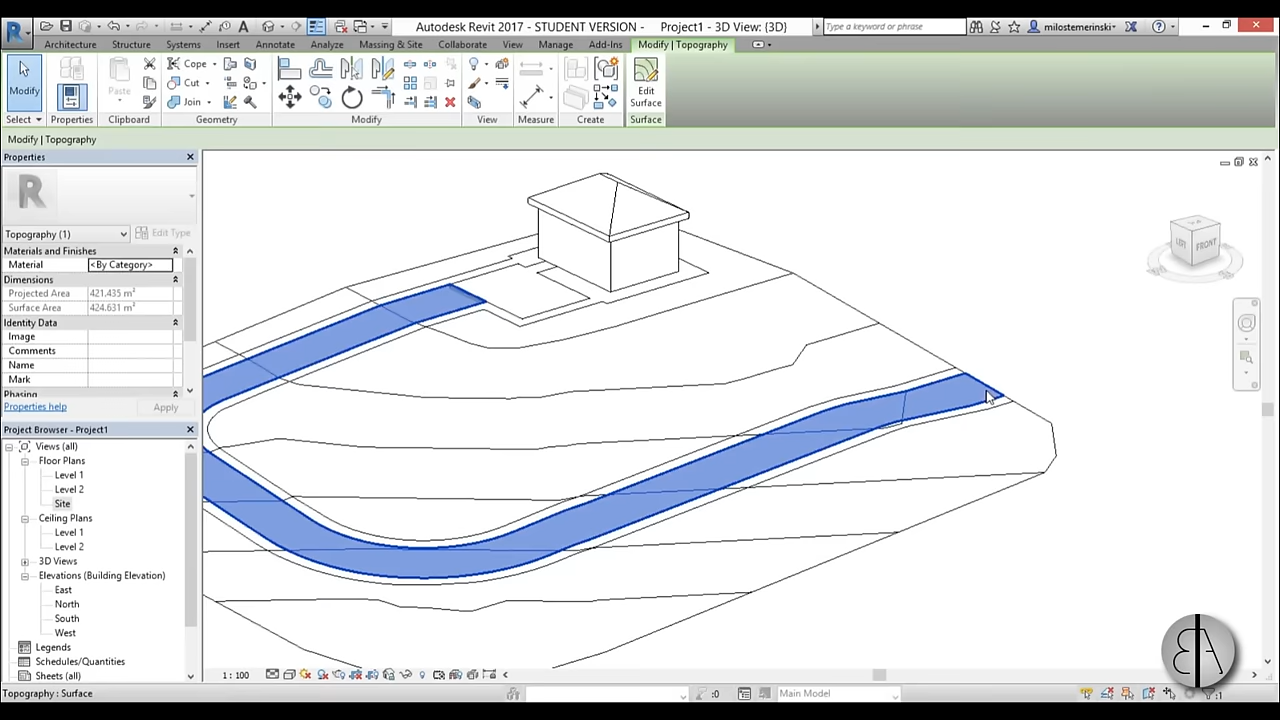 Autodesk Revit 2017 - STUDENT VERSION - Project1 - 3D View: {3D}
Type a keyword or phrase
milostemerinski
Architecture Structure Systems Insert Annotate Analyze Massing & Site Collaborate View Manage Add-Ins Modify | Topography
Modify
Paste
Cope
Cut
Join
Edit
Surface
Select Properties Clipboard Geometry Modify View Measure Create Surface
Modify | Topography
Properties
Topography (1) Edit Type
Materials and Finishes
Material <By Category>
Dimensions
Projected Area 421.435 m²
Surface Area 424.631 m²
Identity Data
Image
Comments
Name
Mark
Phasing
Properties help Apply
Project Browser - Project1
Views (all)
Floor Plans
Level 1
Level 2
Site
Ceiling Plans
Level 1
Level 2
3D Views
Elevations (Building Elevation)
East
North
South
West
Legends
Schedules/Quantities
Sheets (all)
LEFT FRONT
1 : 100
Topography : Surface
:0
Main Model
:1
BA